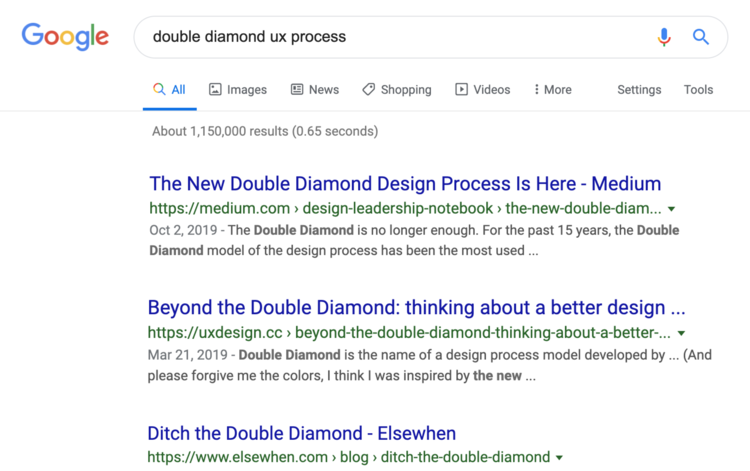 Google
double diamond ux process
All Images News Shopping Videos More Settings Tools
About 1,150,000 results (0.65 seconds)
The New Double Diamond Design Process Is Here - Medium
https://medium.com › design-leadership-notebook › the-new-double-diam...
Oct 2, 2019 - The Double Diamond is no longer enough. For the past 15 years, the Double
Diamond model of the design process has been the most used ...
Beyond the Double Diamond: thinking about a better design ...
https://uxdesign.cc › beyond-the-double-diamond-thinking-about-a-better-...
Mar 21, 2019 - Double Diamond is the name of a design process model developed by ... (And
please forgive me the colors, I think I was inspired by the new ...
Ditch the Double Diamond - Elsewhen
https://www.elsewhen.com › blog › ditch-the-double-diamond